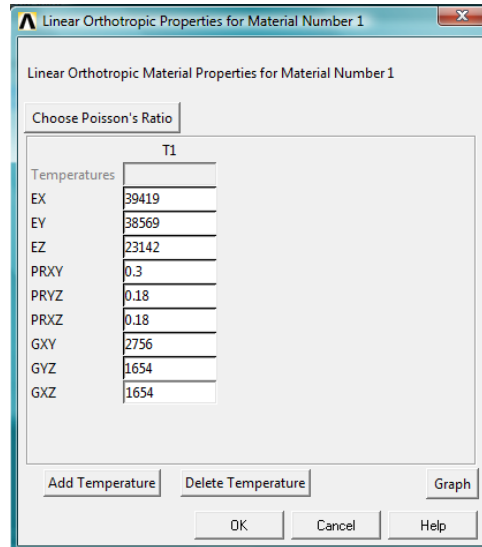 Linear Orthotropic Properties for Material Number 1
Linear Orthotropic Material Properties for Material Number 1
Choose Poisson's Ratio
T1
Temperatures
EX 39419
EY 38569
EZ 23142
PRXY 0.3
PRYZ 0.18
PRXZ 0.18
GXY 2756
GYZ 1654
GXZ 1654
Add Temperature Delete Temperature Graph
OK Cancel Help